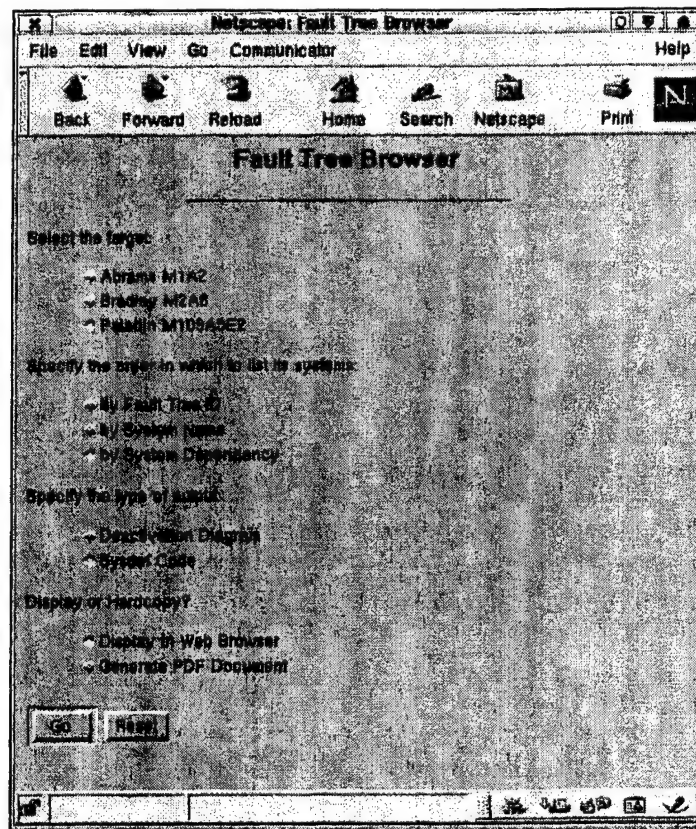 Netscape: Fault Tree Browser
File Edit View Go Communicator Help
Back Forward Reload Home Search Netscape Print
N
Fault Tree Browser
Select the target:
Abrams M1A2
Bradley M2A3
Paladin M109A5E2
Specify the order in which to list its systems:
by Fault Tree ID
by System Name
by System Dependency
Specify the type of output:
Deactivation Diagram
Sysdef Code
Display or Hardcopy?
Display in Web Browser
Generate PDF Document
Go Reset